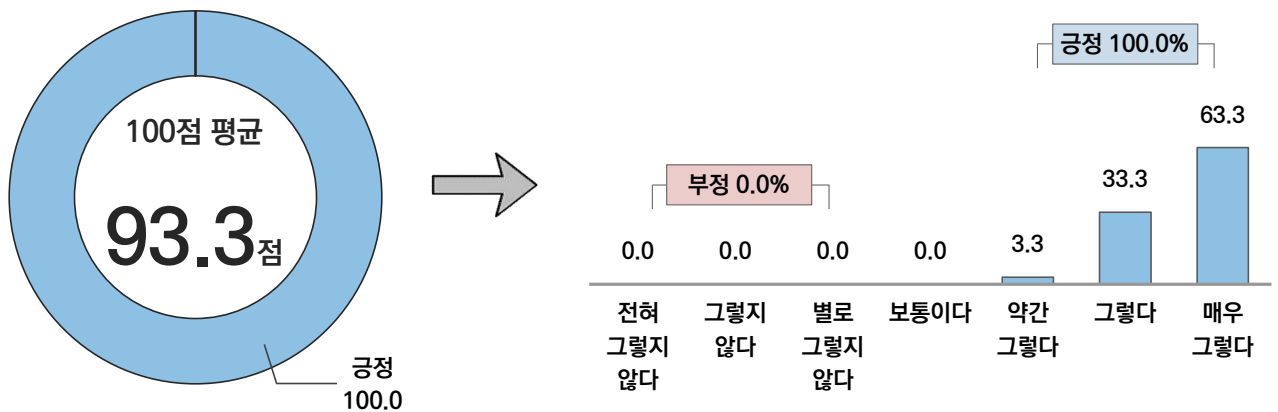 100점 평균
93.3점
긍정
100.0
긍정 100.0%
부정 0.0%
0.0
0.0
0.0
0.0
3.3
33.3
63.3
전혀
그렇지
않다
그렇지
않다
별로
그렇지
않다
보통이다
약간
그렇다
그렇다
매우
그렇다